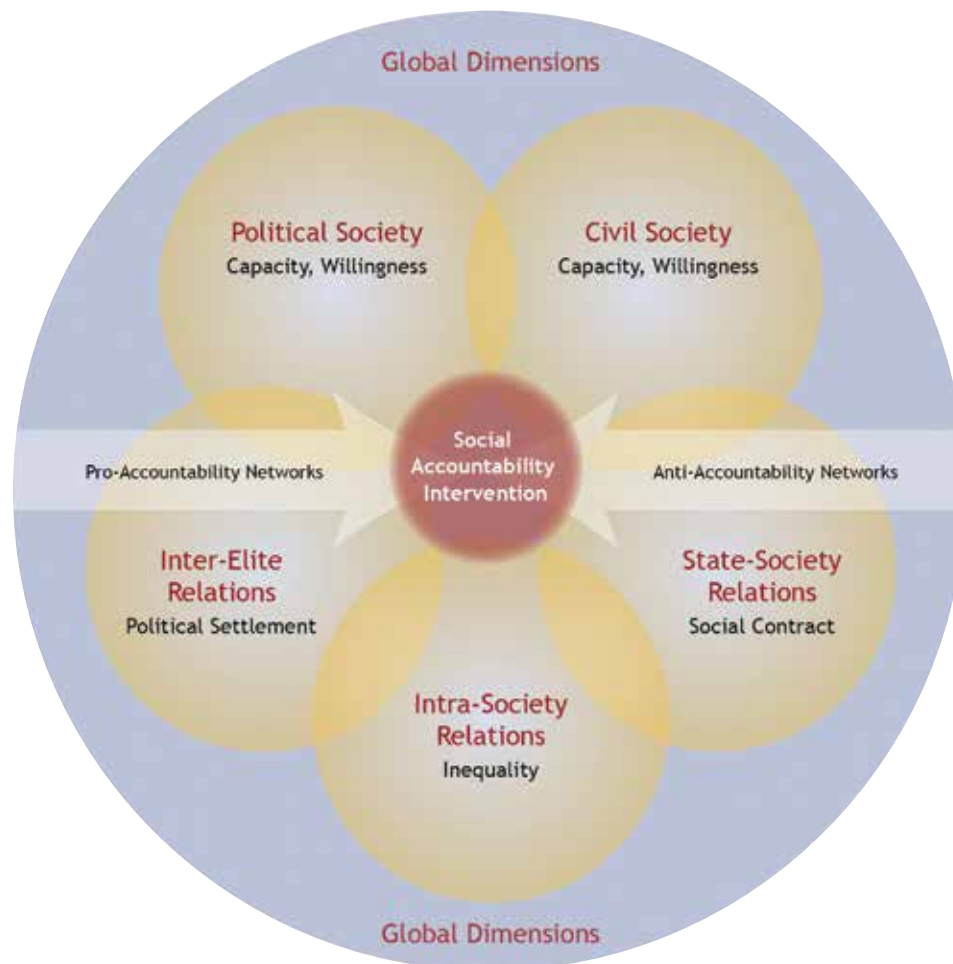 Global Dimensions
Political Society
Capacity, Willingness
Civil Society
Capacity, Willingness
Social
Accountability
Intervention
Pro-Accountability Networks
Anti-Accountability Networks
Inter-Elite
Relations
Political Settlement
State-Society
Relations
Social Contract
Intra-Society
Relations
Inequality
Global Dimensions